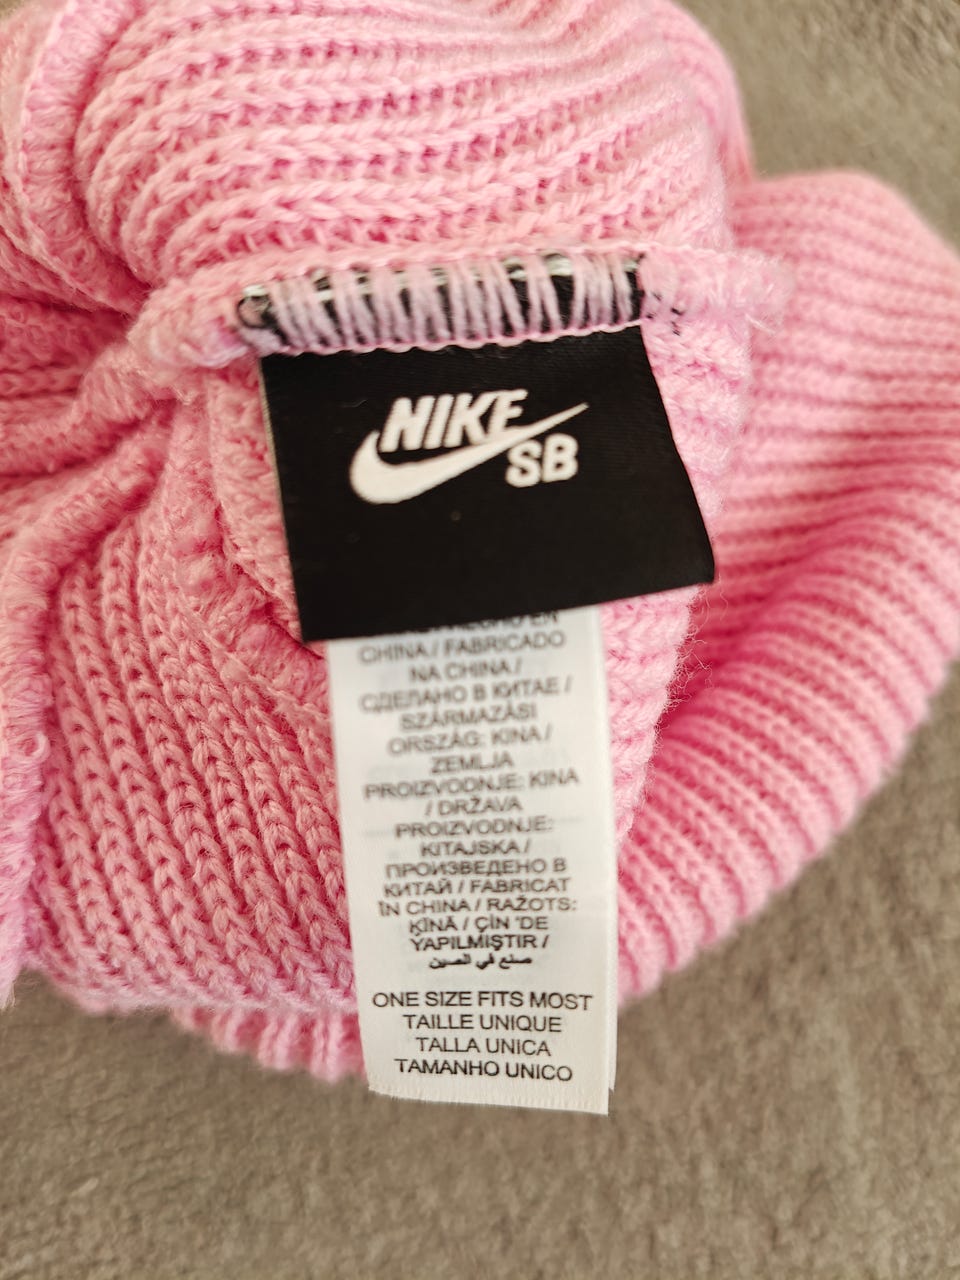 NIKE
SB
CHINA / FABRICADO
NA CHINA /
СДЕЛАНО В КИТАЕ /
SZÁRMAZÁSI
ORSZÁG: KINA /
ZEMLJA
PROIZVODNJE: KINA
/ DRŽAVA
PROIZVODNJE:
KITAJSKA /
ПРОИЗВЕДЕНО В
КИТАЙ / FABRICAT
ÎN CHINA / RAŽOTS:
ĶĪNĀ / ÇİN 'DE
YAPILMIŞTIR /
صنع في الصين
ONE SIZE FITS MOST
TAILLE UNIQUE
TALLA UNICA
TAMANHO UNICO